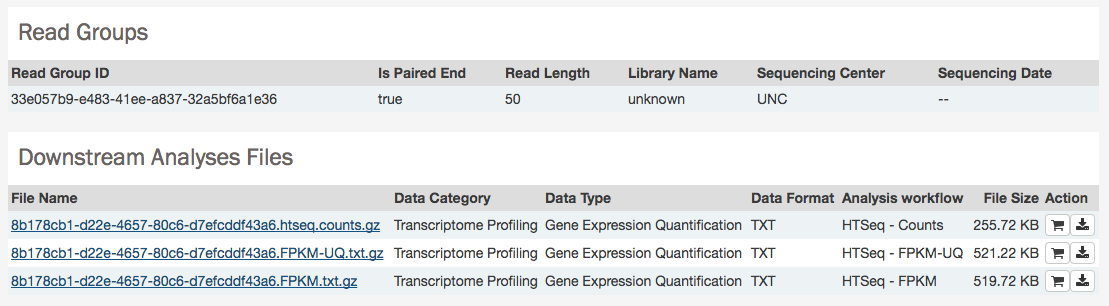 Read Groups
Read Group ID Is Paired End Read Length Library Name Sequencing Center Sequencing Date
33e057b9-e483-41ee-a837-32a5bf6a1e36 true 50 unknown UNC --
Downstream Analyses Files
File Name Data Category Data Type Data Format Analysis workflow File Size Action
8b178cb1-d22e-4657-80c6-d7efcddf43a6.htseq.counts.gz Transcriptome Profiling Gene Expression Quantification TXT HTSeq - Counts 255.72 KB
8b178cb1-d22e-4657-80c6-d7efcddf43a6.FPKM-UQ.txt.gz Transcriptome Profiling Gene Expression Quantification TXT HTSeq - FPKM-UQ 521.22 KB
8b178cb1-d22e-4657-80c6-d7efcddf43a6.FPKM.txt.gz Transcriptome Profiling Gene Expression Quantification TXT HTSeq - FPKM 519.72 KB